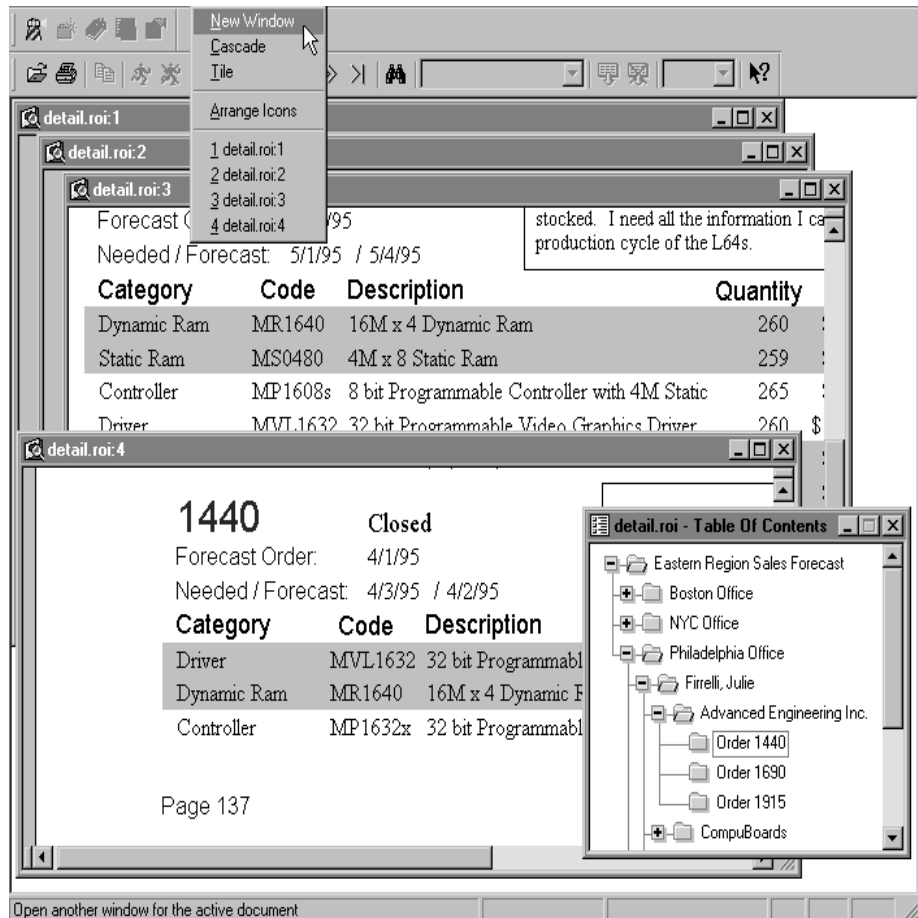 New Window
Cascade
Tile
Arrange Icons
1 detail.roi:1
2 detail.roi:2
3 detail.roi:3
4 detail.roi:4
detail.roi:1
detail.roi:2
detail.roi:3
Forecast
/95
stocked. I need all the information I ca
production cycle of the L64s.
Needed / Forecast: 5/1/95 / 5/4/95
Category Code Description Quantity
Dynamic Ram MR1640 16M x 4 Dynamic Ram 260
Static Ram MS0480 4M x 8 Static Ram 259
Controller MP1608s 8 bit Programmable Controller with 4M Static 265
Driver MVL1632 32 bit Programmable Video Graphics Driver 260 $
detail.roi:4
1440 Closed
Forecast Order: 4/1/95
Needed / Forecast: 4/3/95 / 4/2/95
Category Code Description
Driver MVL1632 32 bit Programmabl
Dynamic Ram MR1640 16M x 4 Dynamic
Controller MP1632x 32 bit Programmabl
Page 137
detail.roi - Table Of Contents
Eastern Region Sales Forecast
Boston Office
NYC Office
Philadelphia Office
Firrelli, Julie
Advanced Engineering Inc.
Order 1440
Order 1690
Order 1915
CompuBoards
Open another window for the active document